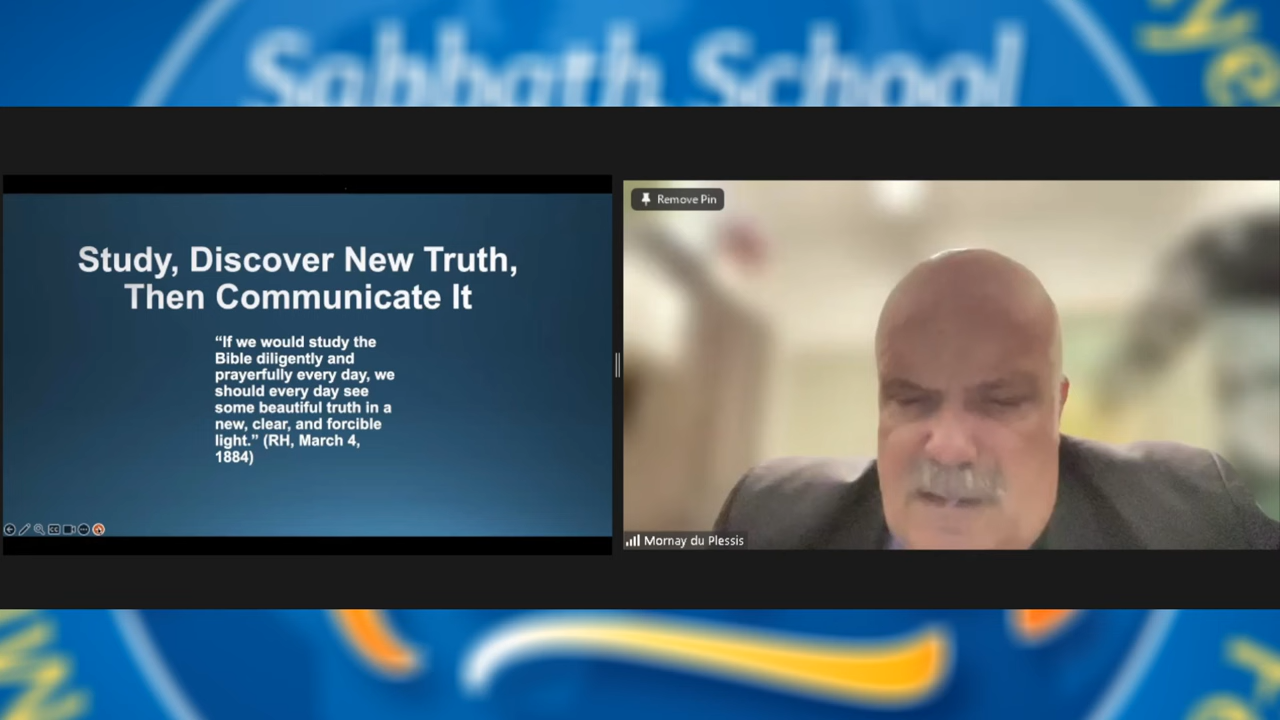 Sabbath School
Study, Discover New Truth,
Then Communicate It
“If we would study the
Bible diligently and
prayerfully every day, we
should every day see
some beautiful truth in a
new, clear, and forcible
light.” (RH, March 4,
1884)
Remove Pin
Mornay du Plessis